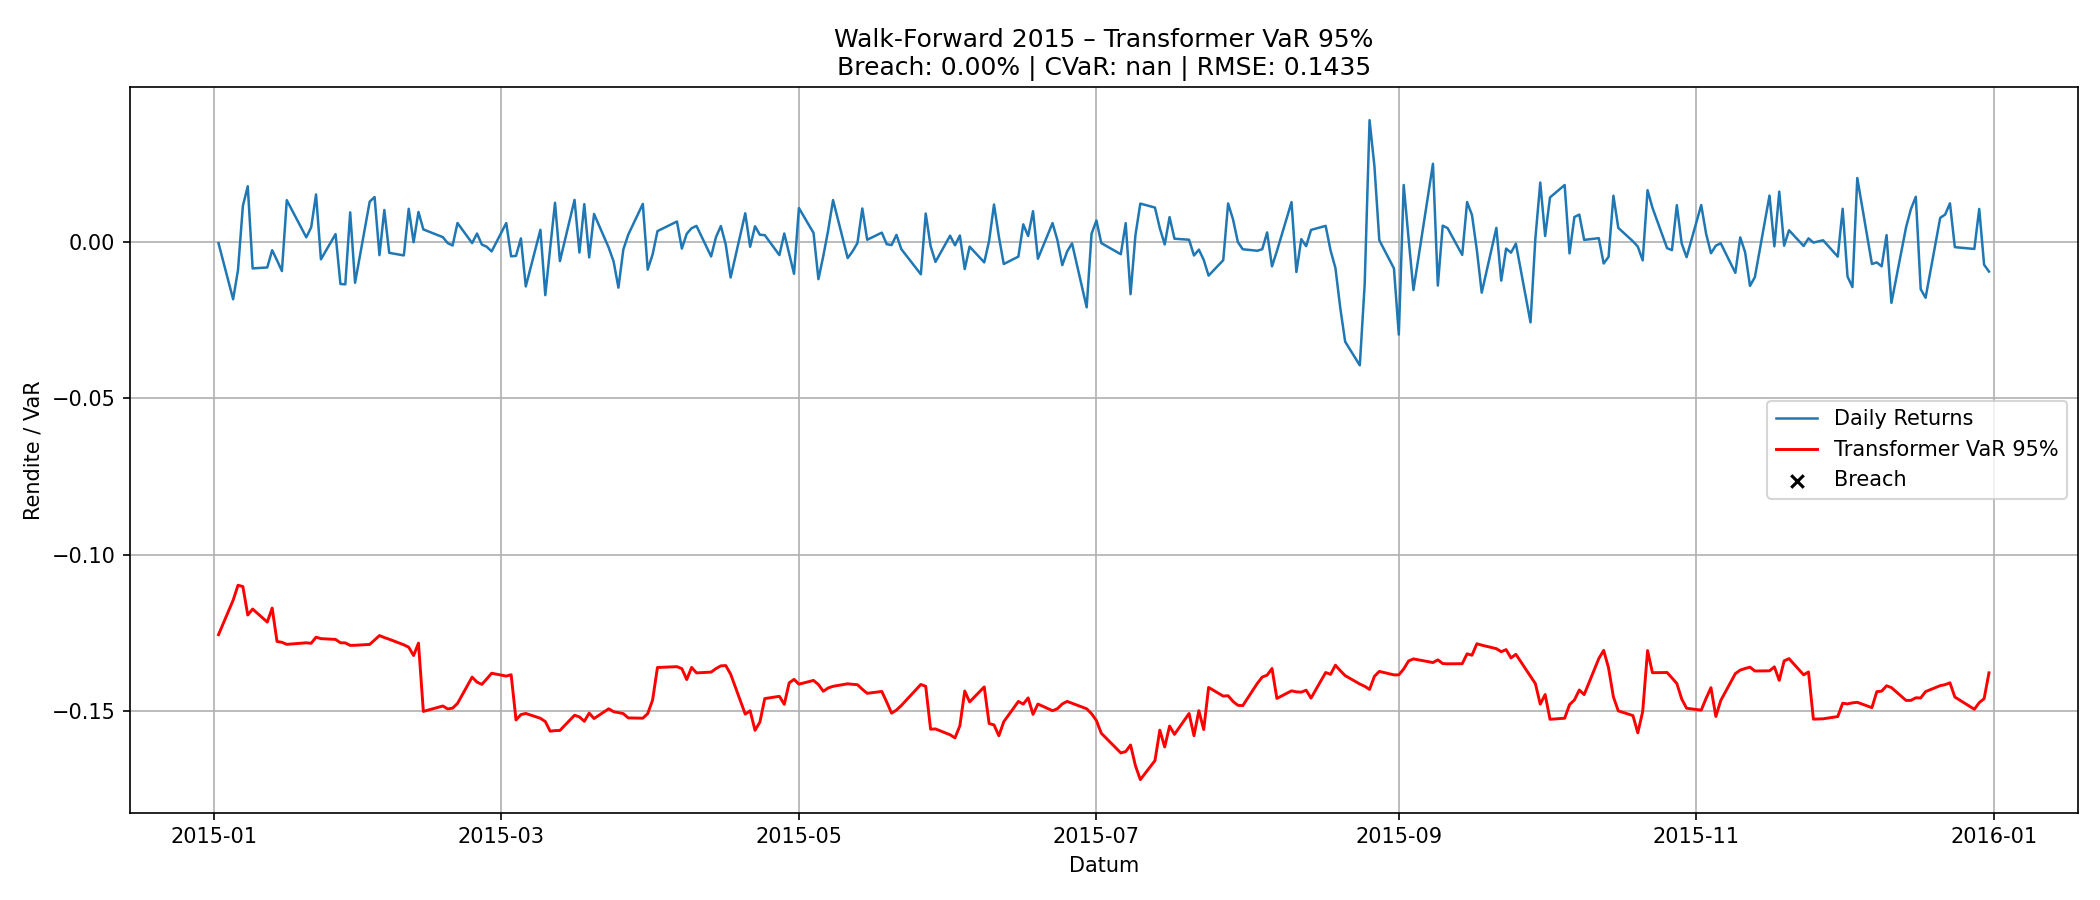 Walk-Forward 2015 – Transformer VaR 95%
Breach: 0.00% | CVaR: nan | RMSE: 0.1435
Rendite / VaR
0.00
−0.05
−0.10
−0.15
Daily Returns
Transformer VaR 95%
Breach
2015-01
2015-03
2015-05
2015-07
2015-09
2015-11
2016-01
Datum